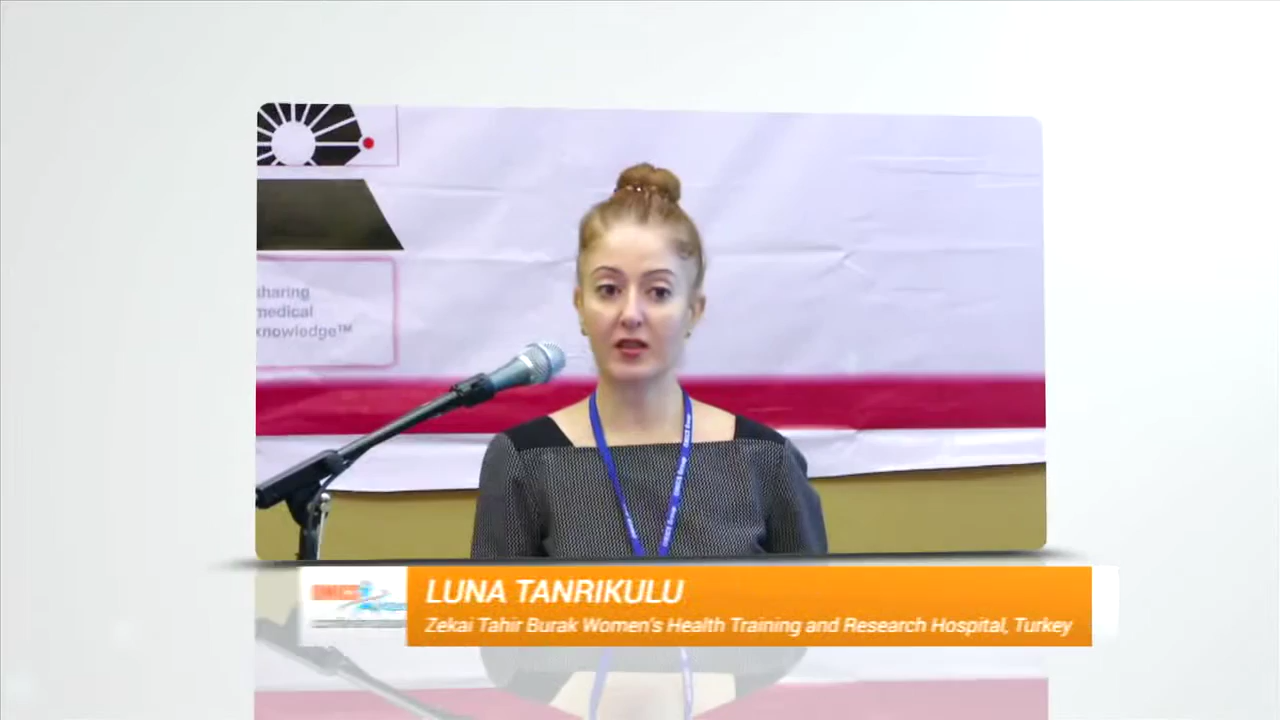 sharing
medical
knowledge™
LUNA TANRIKULU
Zekai Tahir Burak Women's Health Training and Research Hospital, Turkey